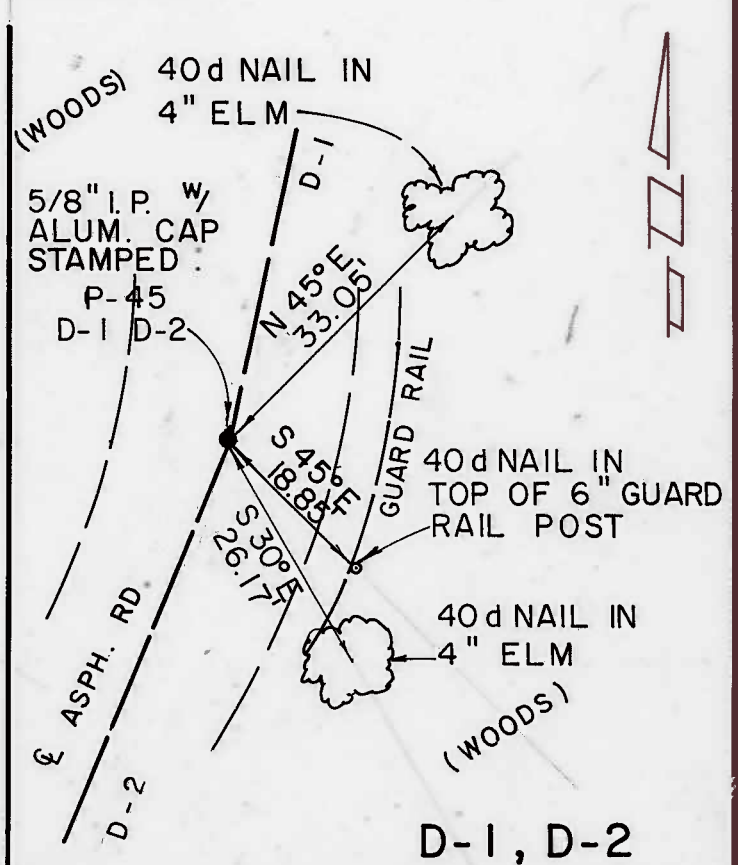 (WOODS)
40d NAIL IN
4" ELM
D-1
5/8" I.P. W/
ALUM. CAP
STAMPED :
P-45
D-1 D-2
N 45°E,
33.05'
GUARD RAIL
S 45°E,
18.85'
S 30°E,
26.17'
40d NAIL IN
TOP OF 6" GUARD
RAIL POST
40d NAIL IN
4" ELM
(WOODS)
℄ ASPH. RD
D-2
D-1, D-2